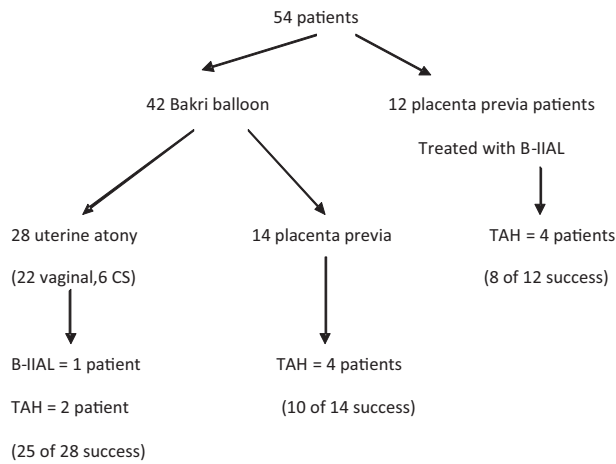 54 patients
42 Bakri balloon
12 placenta previa patients
Treated with B-IIAL
28 uterine atony
(22 vaginal,6 CS)
14 placenta previa
TAH = 4 patients
(8 of 12 success)
B-IIAL = 1 patient
TAH = 2 patient
(25 of 28 success)
TAH = 4 patients
(10 of 14 success)